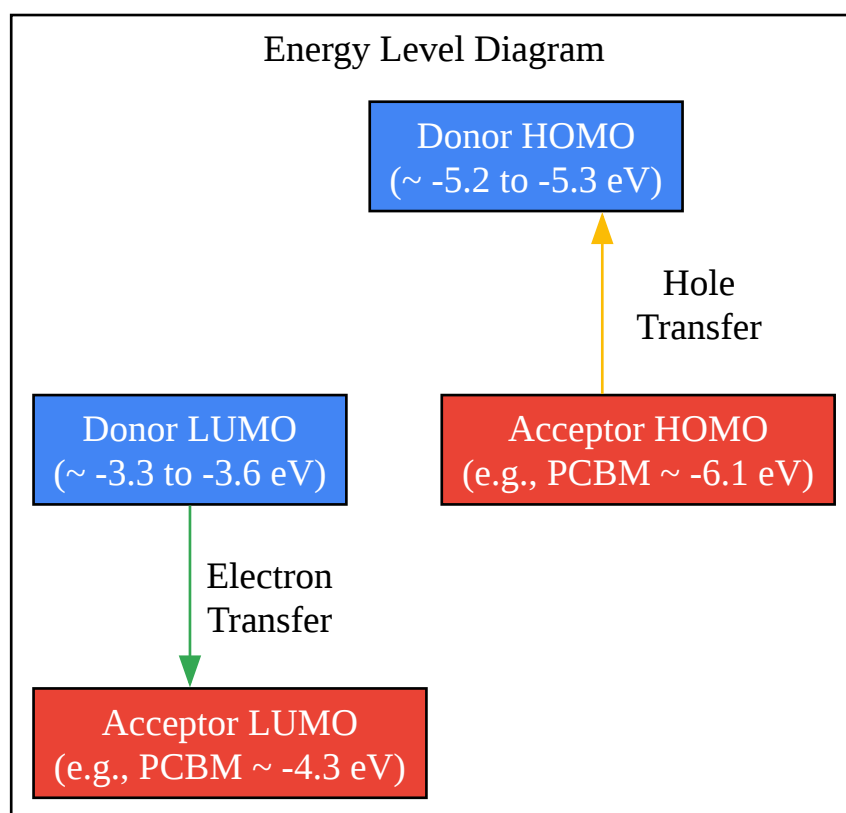 Energy Level Diagram
Donor HOMO
(~ -5.2 to -5.3 eV)
Hole
Transfer
Donor LUMO
(~ -3.3 to -3.6 eV)
Acceptor HOMO
(e.g., PCBM ~ -6.1 eV)
Electron
Transfer
Acceptor LUMO
(e.g., PCBM ~ -4.3 eV)